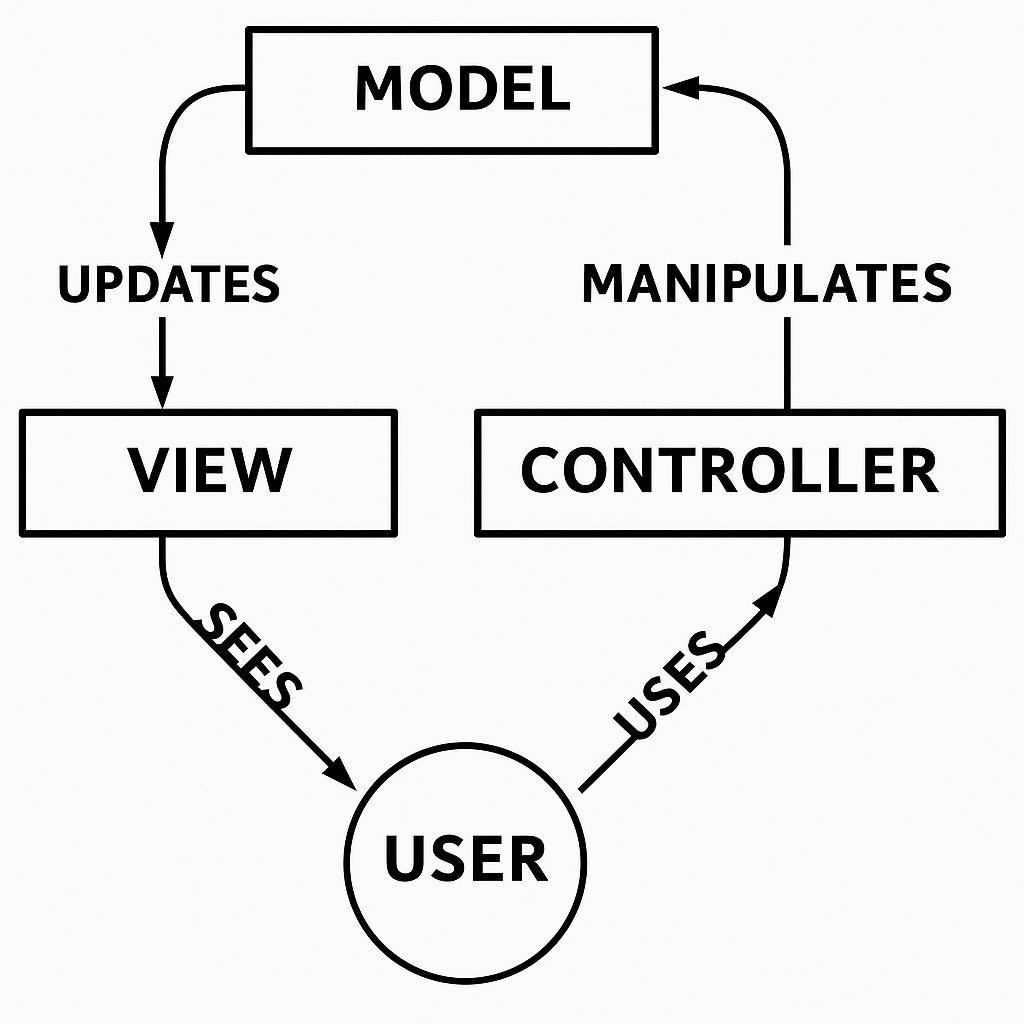 MODEL
UPDATES
MANIPULATES
VIEW
CONTROLLER
SEES
USES
USER